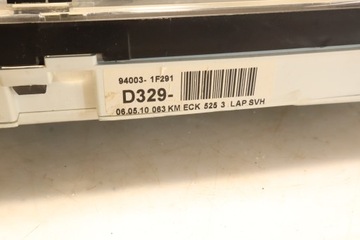 94003- 1F291
D329-
06.05.10 063 KM ECK 525 3 LAP SVH